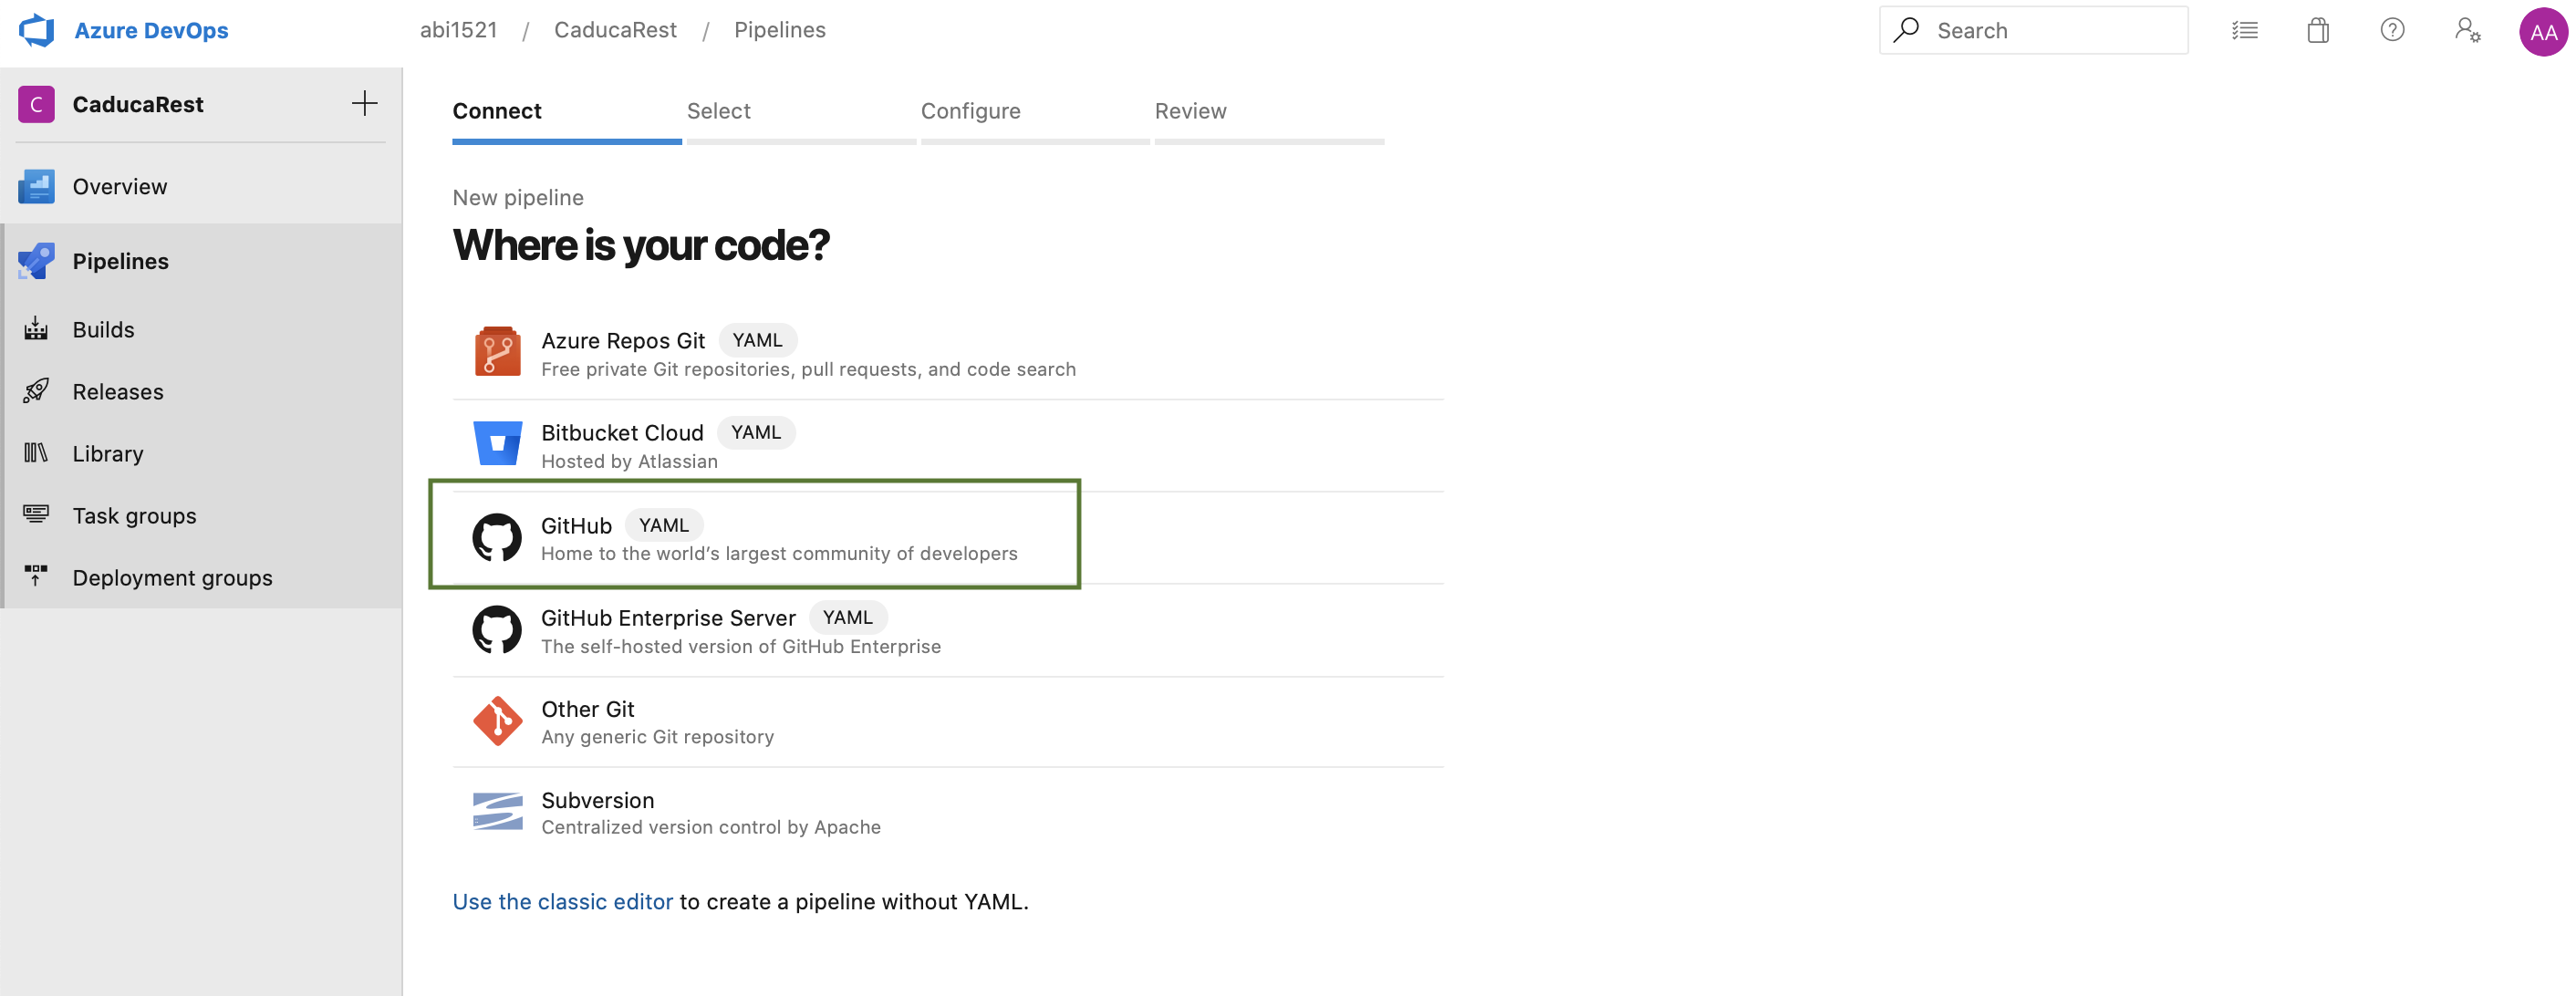 Azure DevOps
abi1521 / CaducaRest / Pipelines
Search
AA
C CaducaRest
Overview
Pipelines
Builds
Releases
Library
Task groups
Deployment groups
Connect Select Configure Review
New pipeline
Where is your code?
Azure Repos Git YAML
Free private Git repositories, pull requests, and code search
Bitbucket Cloud YAML
Hosted by Atlassian
GitHub YAML
Home to the world’s largest community of developers
GitHub Enterprise Server YAML
The self-hosted version of GitHub Enterprise
Other Git
Any generic Git repository
Subversion
Centralized version control by Apache
Use the classic editor to create a pipeline without YAML.